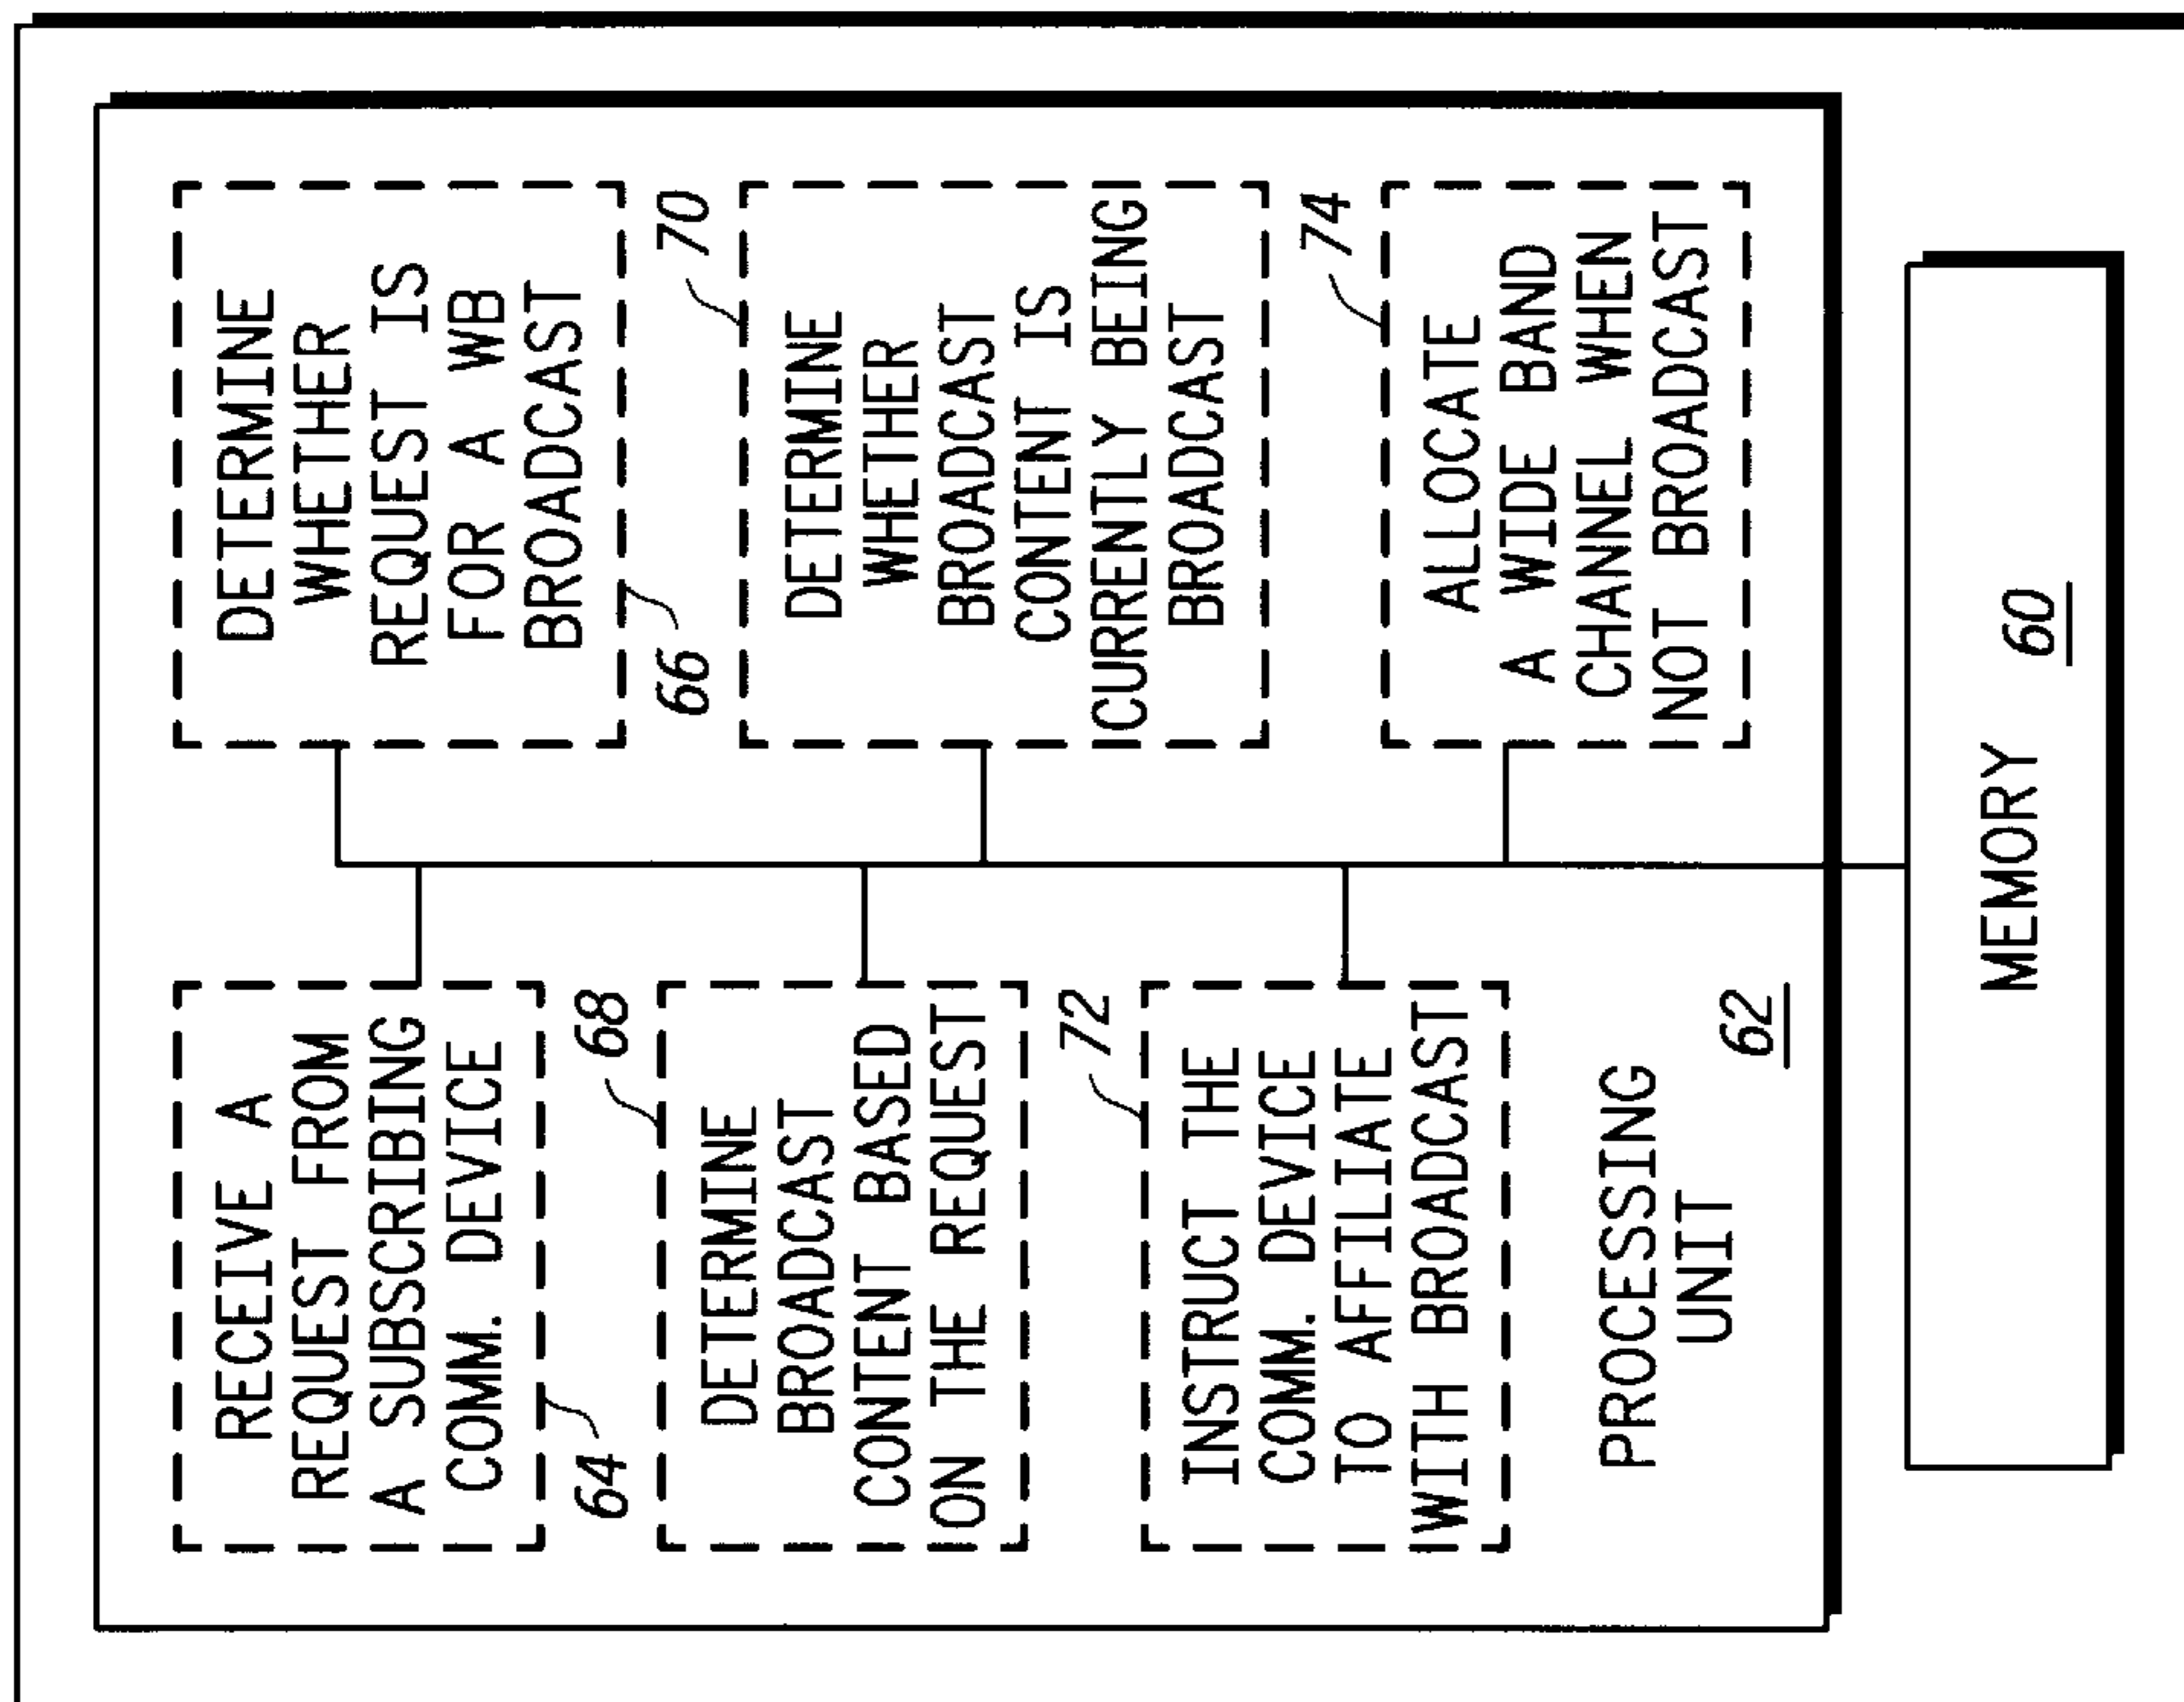 RECEIVE A
REQUEST FROM
A SUBSCRIBING
COMM. DEVICE
64
DETERMINE
WHETHER
REQUEST IS
FOR A WB
BROADCAST
66
68
DETERMINE
BROADCAST
CONTENT BASED
ON THE REQUEST
70
DETERMINE
WHETHER
BROADCAST
CONTENT IS
CURRENTLY BEING
BROADCAST
72
INSTRUCT THE
COMM. DEVICE
TO AFFILIATE
WITH BROADCAST
74
ALLOCATE
A WIDE BAND
CHANNEL WHEN
NOT BROADCAST
PROCESSING
UNIT
62
MEMORY
60